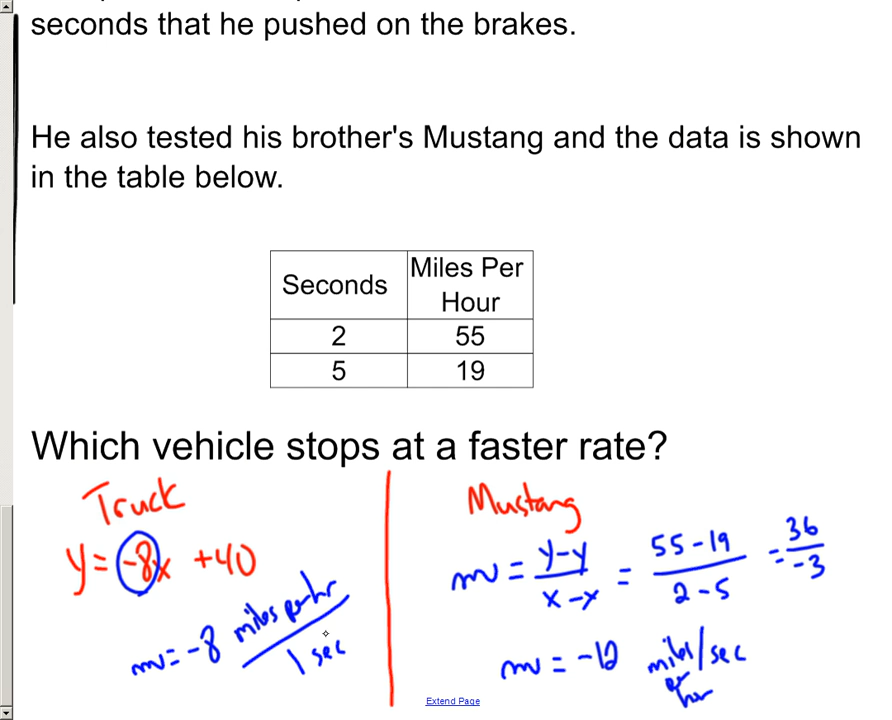 seconds that he pushed on the brakes.
He also tested his brother's Mustang and the data is shown
in the table below.
Seconds Miles Per Hour
2 55
5 19
Which vehicle stops at a faster rate?
Truck
y = -8x + 40
m = -8 miles per hr / 1 sec
Mustang
m = y-y / x-x = 55-19 / 2-5 = 36 / -3
m = -12 miles per hr / sec
Extend Page